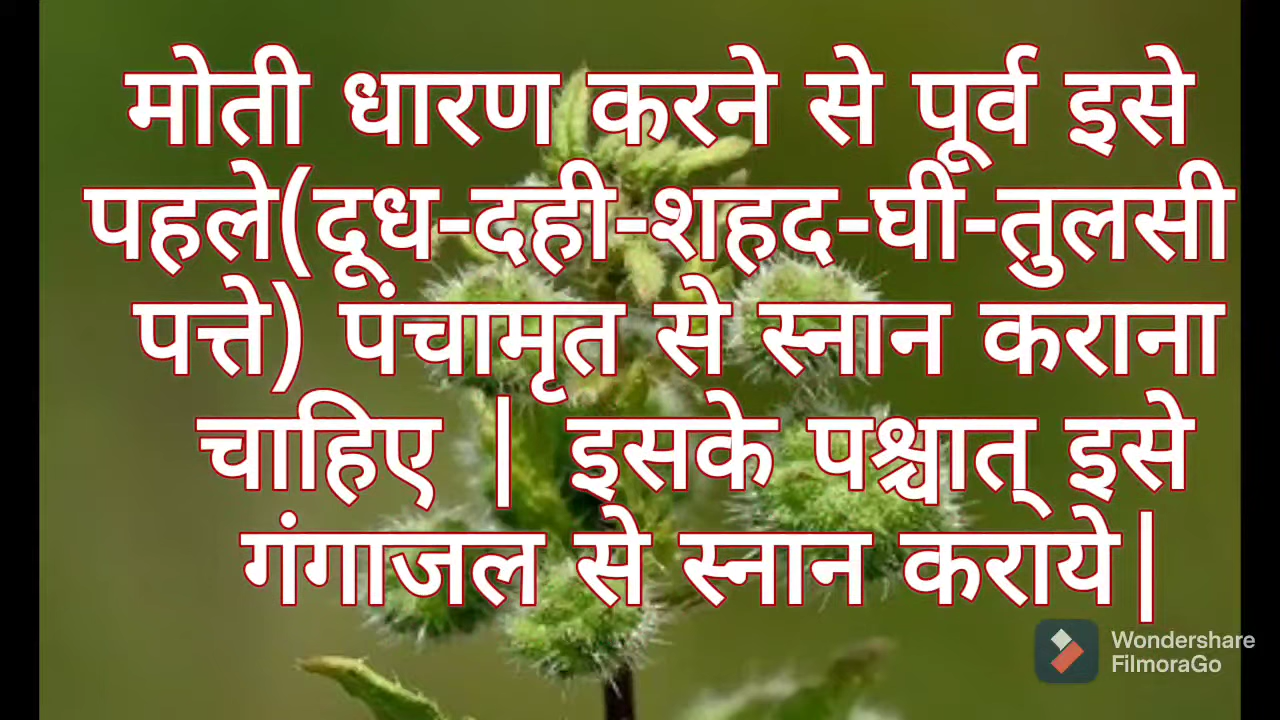 मोती धारण करने से पूर्व इसे
पहले(दूध-दही-शहद-घी-तुलसी
पत्ते) पंचामृत से स्नान कराना
चाहिए | इसके पश्चात् इसे
गंगाजल से स्नान कराये|
Wondershare
FilmoraGo